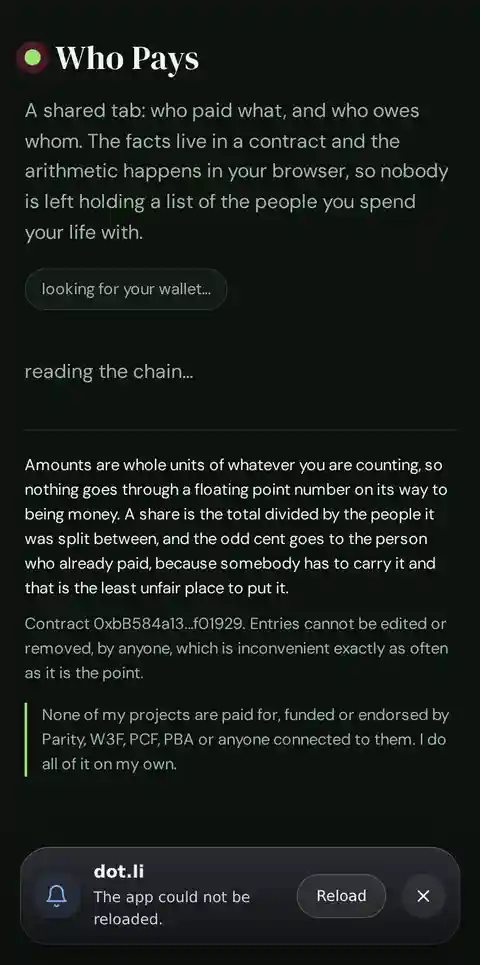 Who Pays
A shared tab: who paid what, and who owes
whom. The facts live in a contract and the
arithmetic happens in your browser, so nobody
is left holding a list of the people you spend
your life with.
looking for your wallet...
reading the chain...
Amounts are whole units of whatever you are counting, so
nothing goes through a floating point number on its way to
being money. A share is the total divided by the people it
was split between, and the odd cent goes to the person
who already paid, because somebody has to carry it and
that is the least unfair place to put it.
Contract 0xbB584a13...f01929. Entries cannot be edited or
removed, by anyone, which is inconvenient exactly as often
as it is the point.
None of my projects are paid for, funded or endorsed by
Parity, W3F, PCF, PBA or anyone connected to them. I do
all of it on my own.
dot.li
The app could not be
reloaded.
Reload